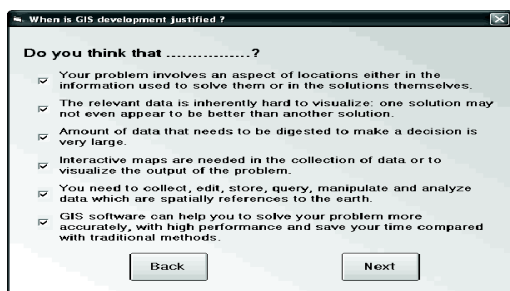 When is GIS development justified ?
Do you think that ...............?
Your problem involves an aspect of locations either in the
information used to solve them or in the solutions themselves.
The relevant data is inherently hard to visualize: one solution may
not even appear to be better than another solution.
Amount of data that needs to be digested to make a decision is
very large.
Interactive maps are needed in the collection of data or to
visualize the output of the problem.
You need to collect, edit, store, query, manipulate and analyze
data which are spatially references to the earth.
GIS software can help you to solve your problem more
accurately, with high performance and save your time compared
with traditional methods.
Back
Next